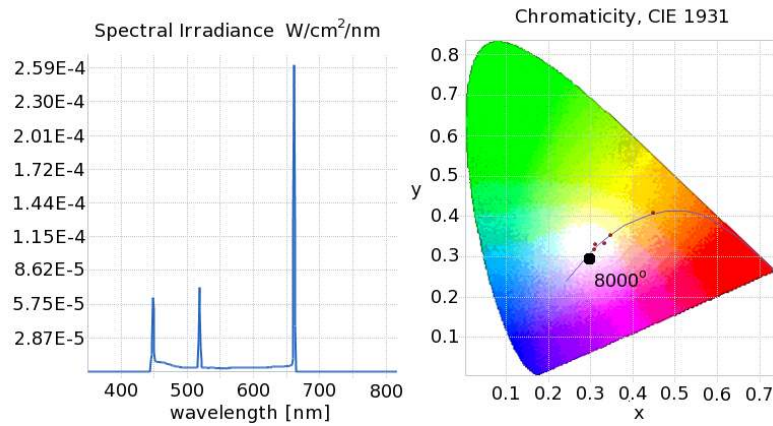 Spectral Irradiance W/cm²/nm
2.59E-4
2.30E-4
2.01E-4
1.72E-4
1.44E-4
1.15E-4
8.62E-5
5.75E-5
2.87E-5
400 500 600 700 800
wavelength [nm]
Chromaticity, CIE 1931
0.8
0.7
0.6
0.5
y
0.4
0.3
0.2
0.1
8000°
0.1 0.2 0.3 0.4 0.5 0.6 0.7
x